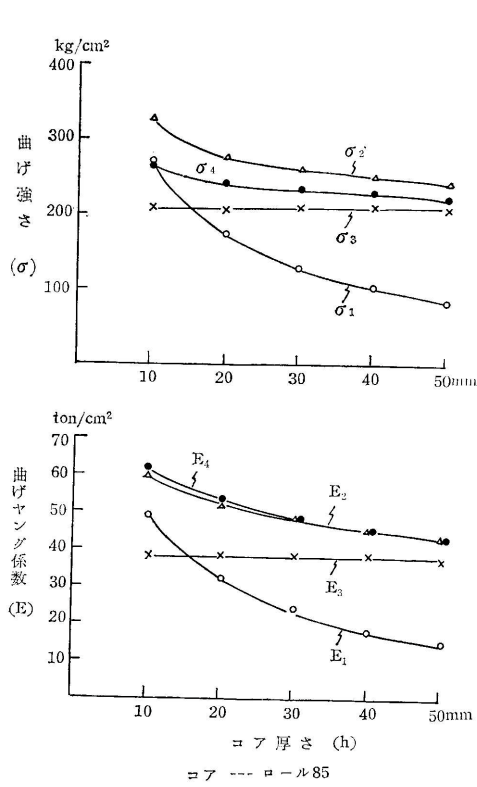 kg/cm²
400
300
200
100
曲げ強さ
(σ)
σ2
σ4
σ3
σ1
10 20 30 40 50mm
ton/cm²
70
60
50
40
30
20
10
曲げヤング係数
(E)
E₄
E₂
E₃
E₁
10 20 30 40 50mm
コア厚さ (h)
コア --- ロール85